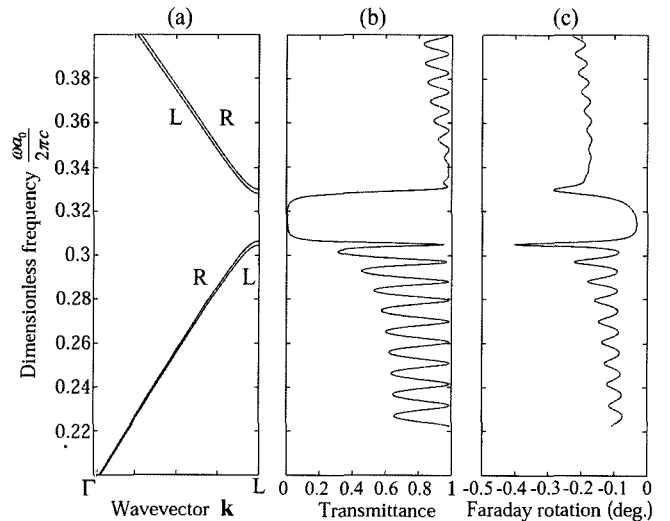 (a) (b) (c)
Dimensionless frequency ωa₀/2πc
0.38
0.36
0.34
0.32
0.3
0.28
0.26
0.24
0.22
L R
R L
Γ L
Wavevector k
0 0.2 0.4 0.6 0.8 1
Transmittance
-0.5 -0.4 -0.3 -0.2 -0.1 0
Faraday rotation (deg.)